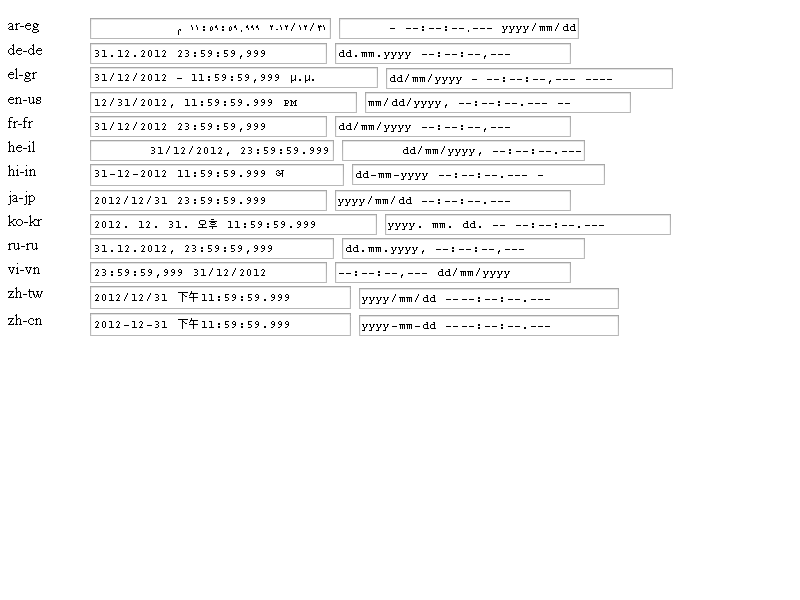 ar-eg م ١١:٥٩:٥٩.٩٩٩ ٢٠١٢/١٢/٣١ - --:--:--.--- yyyy/mm/dd
de-de 31.12.2012 23:59:59,999 dd.mm.yyyy --:--:--,---
el-gr 31/12/2012 - 11:59:59,999 μ.μ. dd/mm/yyyy - --:--:--,--- ----
en-us 12/31/2012, 11:59:59.999 PM mm/dd/yyyy, --:--:--.--- --
fr-fr 31/12/2012 23:59:59,999 dd/mm/yyyy --:--:--,---
he-il 31/12/2012, 23:59:59.999 dd/mm/yyyy, --:--:--.---
hi-in 31-12-2012 11:59:59.999 अ dd-mm-yyyy --:--:--.--- -
ja-jp 2012/12/31 23:59:59.999 yyyy/mm/dd --:--:--.---
ko-kr 2012. 12. 31. 오후 11:59:59.999 yyyy. mm. dd. -- --:--:--.---
ru-ru 31.12.2012, 23:59:59,999 dd.mm.yyyy, --:--:--,---
vi-vn 23:59:59,999 31/12/2012 --:--:--,--- dd/mm/yyyy
zh-tw 2012/12/31 下午11:59:59.999 yyyy/mm/dd ----:--:--.---
zh-cn 2012-12-31 下午11:59:59.999 yyyy-mm-dd ----:--:--.---